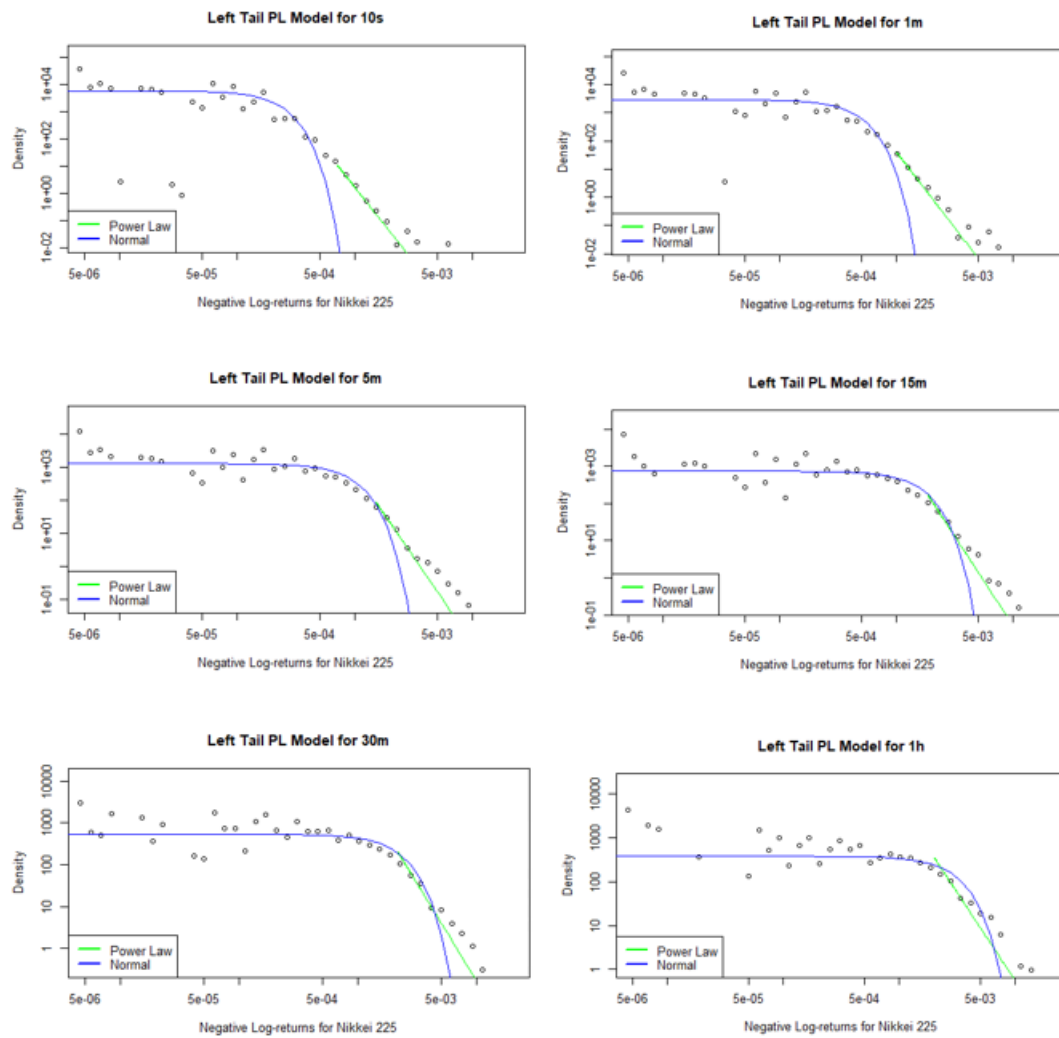 Left Tail PL Model for 10s
Density
1e+04
1e+02
1e+00
1e-02
Power Law
Normal
5e-06 5e-05 5e-04 5e-03
Negative Log-returns for Nikkei 225
Left Tail PL Model for 1m
Density
1e+04
1e+02
1e+00
1e-02
Power Law
Normal
5e-06 5e-05 5e-04 5e-03
Negative Log-returns for Nikkei 225
Left Tail PL Model for 5m
Density
1e+03
1e+01
1e-01
Power Law
Normal
5e-06 5e-05 5e-04 5e-03
Negative Log-returns for Nikkei 225
Left Tail PL Model for 15m
Density
1e+03
1e+01
1e-01
Power Law
Normal
5e-06 5e-05 5e-04 5e-03
Negative Log-returns for Nikkei 225
Left Tail PL Model for 30m
Density
10000
1000
100
10
1
Power Law
Normal
5e-06 5e-05 5e-04 5e-03
Negative Log-returns for Nikkei 225
Left Tail PL Model for 1h
Density
10000
1000
100
10
1
Power Law
Normal
5e-06 5e-05 5e-04 5e-03
Negative Log-returns for Nikkei 225